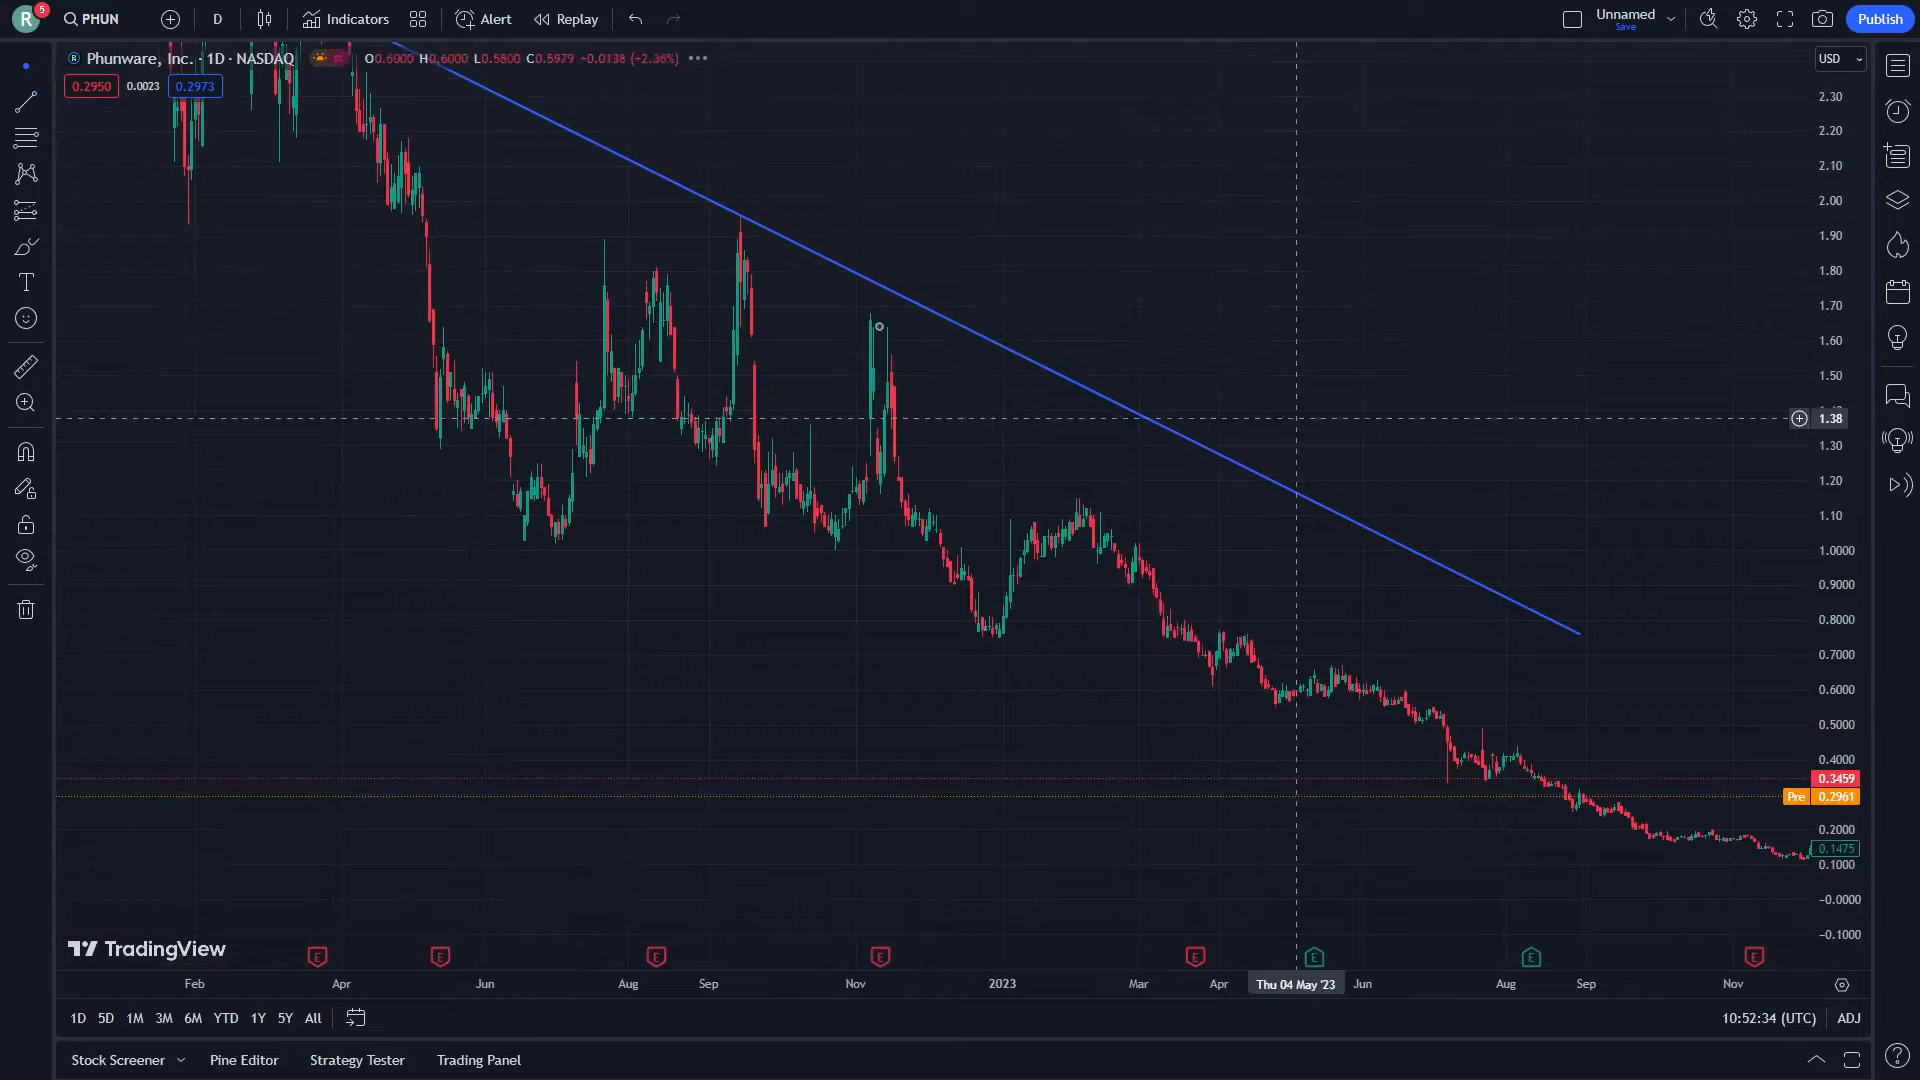 R 5 PHUN D Indicators Alert Replay Unnamed Save Publish
Phunware, Inc. · 1D · NASDAQ O0.6000 H0.6000 L0.5800 C0.5979 +0.0138 (−2.36%) USD
0.2950 0.0023 0.2973
2.30
2.20
2.10
2.00
1.90
1.80
1.70
1.60
1.50
1.38
1.30
1.20
1.10
1.0000
0.9000
0.8000
0.7000
0.6000
0.5000
0.4000
0.3459
Pre 0.2961
0.2000
0.1475
0.1000
−0.0000
−0.1000
TradingView
E E E E E E E E
Feb Apr Jun Aug Sep Nov 2023 Mar Apr Thu 04 May '23 Jun Aug Sep Nov
1D 5D 1M 3M 6M YTD 1Y 5Y All 10:52:34 (UTC) ADJ
Stock Screener Pine Editor Strategy Tester Trading Panel